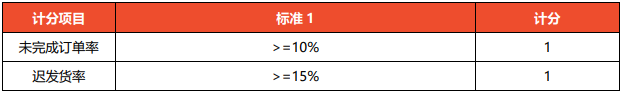 计分项目 标准 1 计分
未完成订单率 >=10% 1
迟发货率 >=15% 1